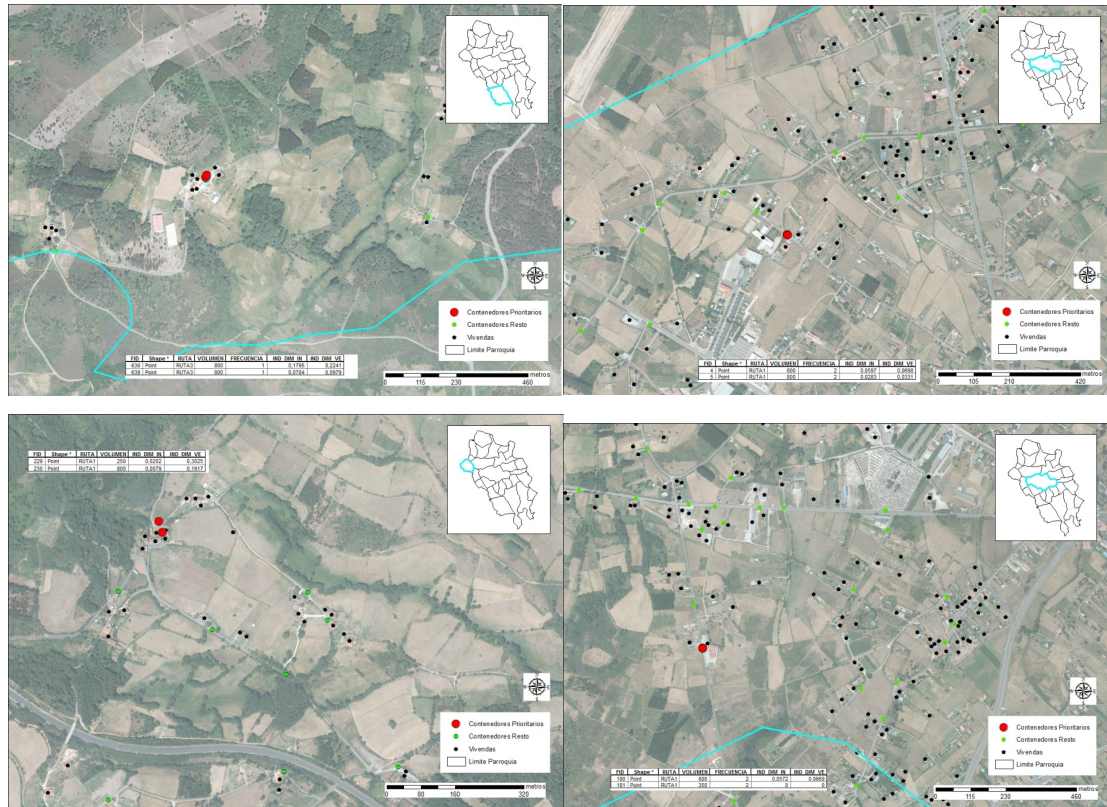 Contenedores Prioritarios
Contenedores Resto
Vivendas
Limite Parroquia
FID Shape * RUTA VOLUMEN FRECUENCIA IND_DIM_IN IND_DIM_VE
638 Point RUTA3 800 1 0,1795 0,2241
639 Point RUTA3 800 1 0,0784 0,0979
metros
0 115 230 460
Contenedores Prioritarios
Contenedores Resto
Vivendas
Limite Parroquia
FID Shape * RUTA VOLUMEN FRECUENCIA IND_DIM_IN IND_DIM_VE
4 Point RUTA1 800 2 0,0597 0,0698
5 Point RUTA1 800 2 0,0283 0,0331
metros
0 105 210 420
FID Shape * RUTA VOLUMEN IND_DIM_IN IND_DIM_VE
229 Point RUTA1 250 0,0202 0,3025
230 Point RUTA1 800 0,0079 0,1917
Contenedores Prioritarios
Contenedores Resto
Vivendas
Limite Parroquia
metros
0 80 160 320
Contenedores Prioritarios
Contenedores Resto
Vivendas
Limite Parroquia
FID Shape * RUTA VOLUMEN FRECUENCIA IND_DIM_IN IND_DIM_VE
180 Point RUTA1 800 2 0,0572 0,0669
181 Point RUTA1 350 2 0 0
metros
0 115 230 460